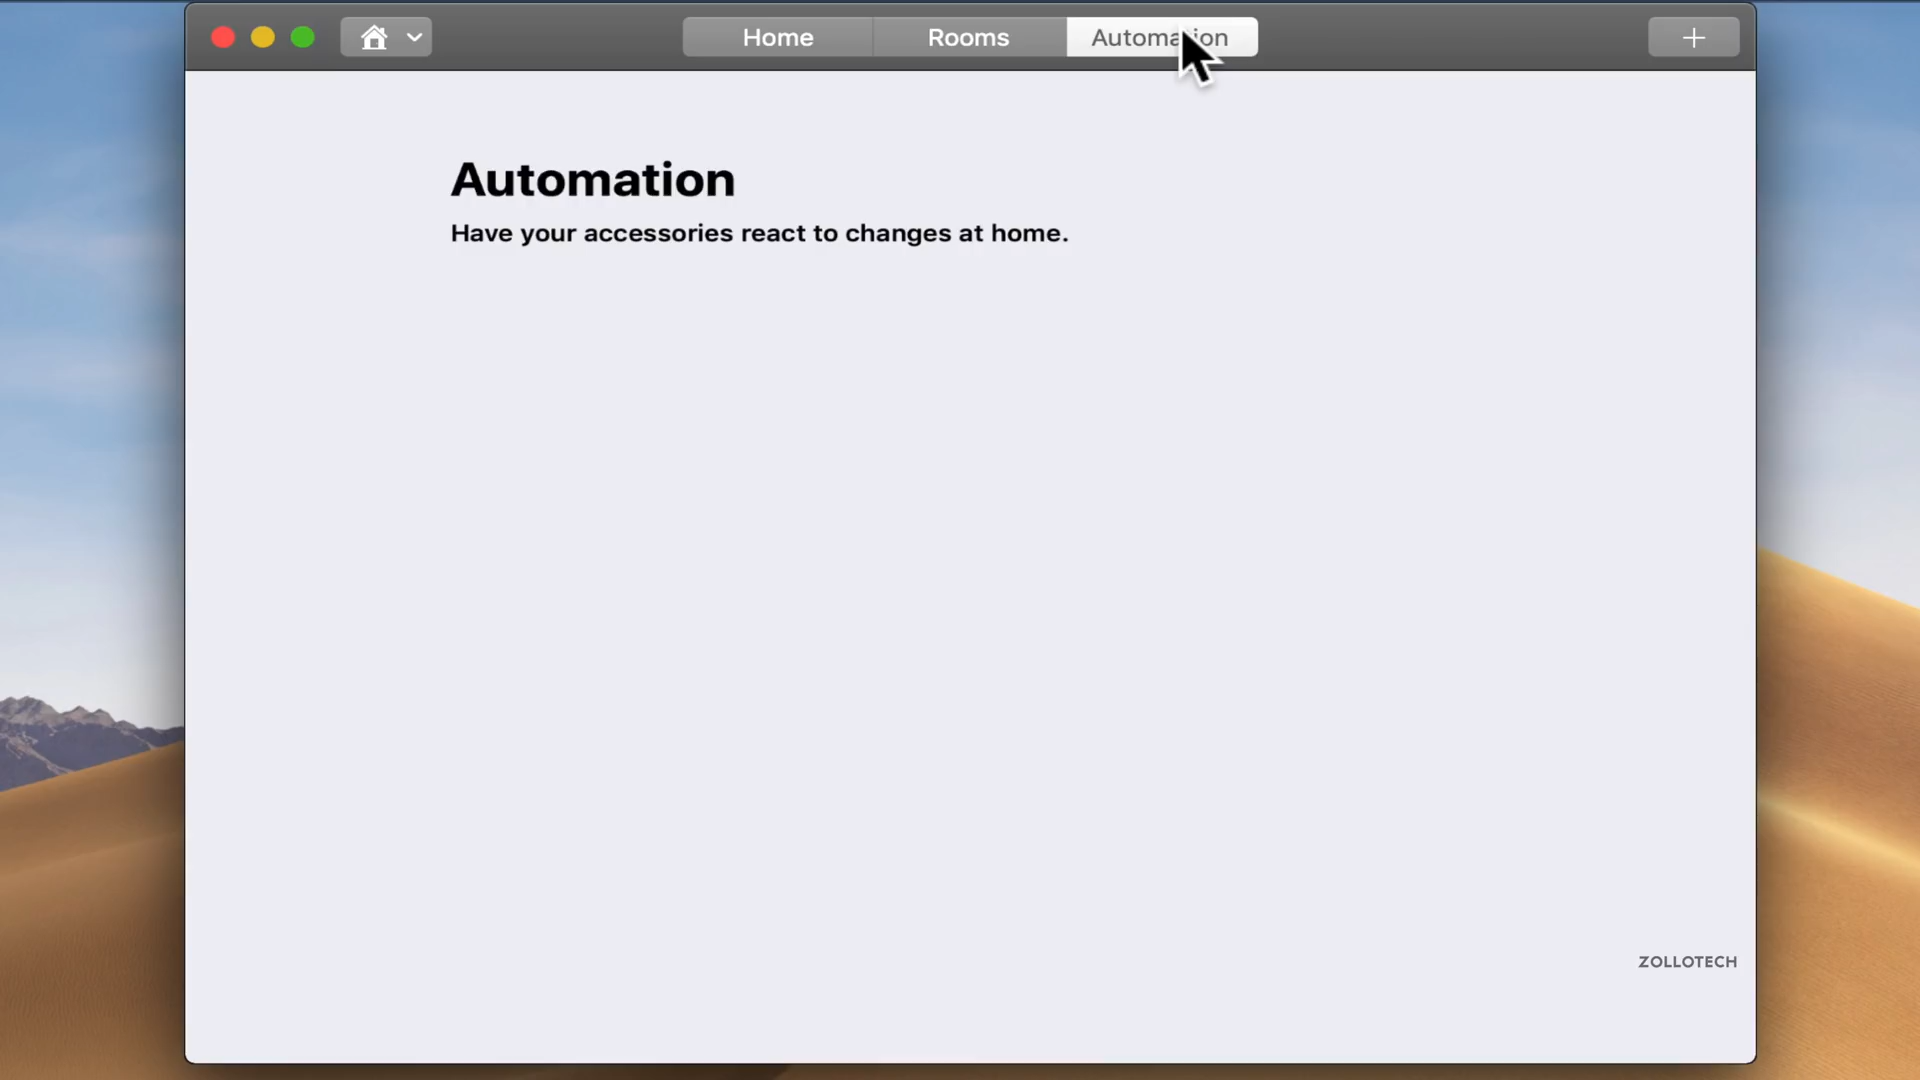 Home Rooms Automation
Automation
Have your accessories react to changes at home.
ZOLLOTECH